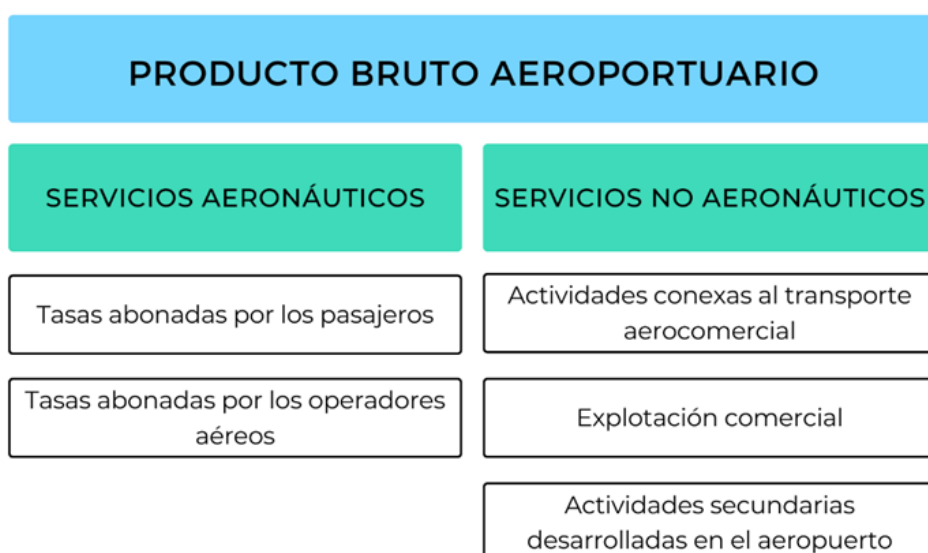 PRODUCTO BRUTO AEROPORTUARIO
SERVICIOS AERONÁUTICOS
SERVICIOS NO AERONÁUTICOS
Tasas abonadas por los pasajeros
Tasas abonadas por los operadores
aéreos
Actividades conexas al transporte
aerocomercial
Explotación comercial
Actividades secundarias
desarrolladas en el aeropuerto